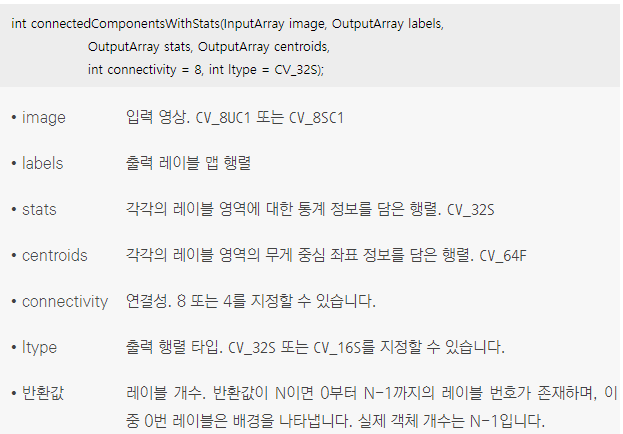 int connectedComponentsWithStats(InputArray image, OutputArray labels,
OutputArray stats, OutputArray centroids,
int connectivity = 8, int ltype = CV_32S);
• image 입력 영상. CV_8UC1 또는 CV_8SC1
• labels 출력 레이블 맵 행렬
• stats 각각의 레이블 영역에 대한 통계 정보를 담은 행렬. CV_32S
• centroids 각각의 레이블 영역의 무게 중심 좌표 정보를 담은 행렬. CV_64F
• connectivity 연결성. 8 또는 4를 지정할 수 있습니다.
• ltype 출력 행렬 타입. CV_32S 또는 CV_16S를 지정할 수 있습니다.
• 반환값 레이블 개수. 반환값이 N이면 0부터 N-1까지의 레이블 번호가 존재하며, 이
중 0번 레이블은 배경을 나타냅니다. 실제 객체 개수는 N-1입니다.